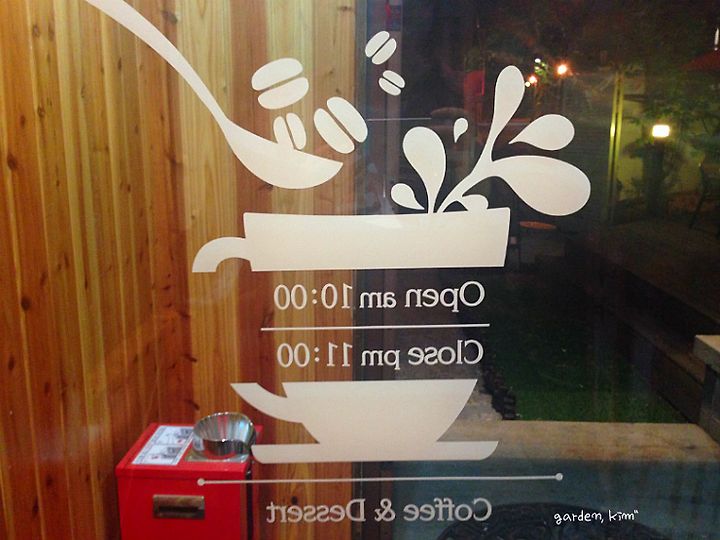 Open am 10:00
Close pm 11:00
Coffee & Dessert
garden, kim"